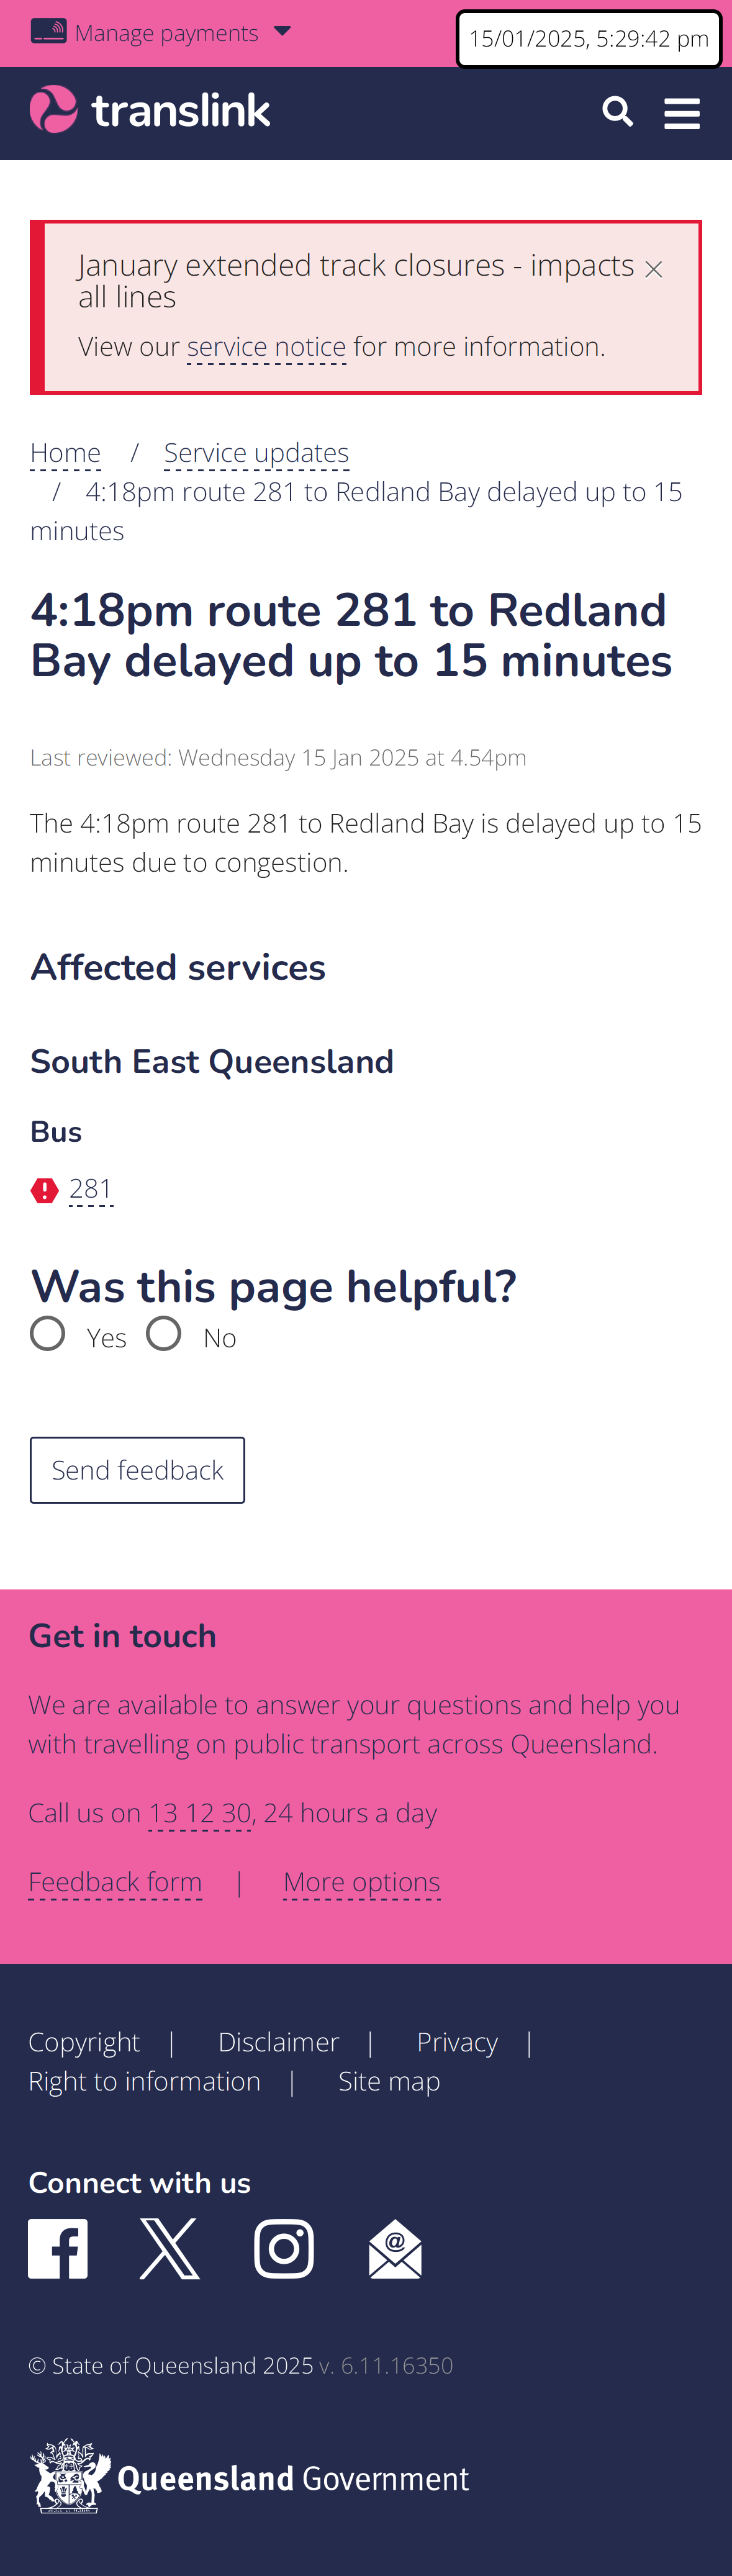 Manage payments
15/01/2025, 5:29:42 pm
translink
January extended track closures - impacts
all lines
View our service notice for more information.
Home / Service updates
/ 4:18pm route 281 to Redland Bay delayed up to 15
minutes
4:18pm route 281 to Redland
Bay delayed up to 15 minutes
Last reviewed: Wednesday 15 Jan 2025 at 4.54pm
The 4:18pm route 281 to Redland Bay is delayed up to 15
minutes due to congestion.
Affected services
South East Queensland
Bus
281
Was this page helpful?
Yes No
Send feedback
Get in touch
We are available to answer your questions and help you
with travelling on public transport across Queensland.
Call us on 13 12 30, 24 hours a day
Feedback form | More options
Copyright | Disclaimer | Privacy |
Right to information | Site map
Connect with us
© State of Queensland 2025 v. 6.11.16350
Queensland Government